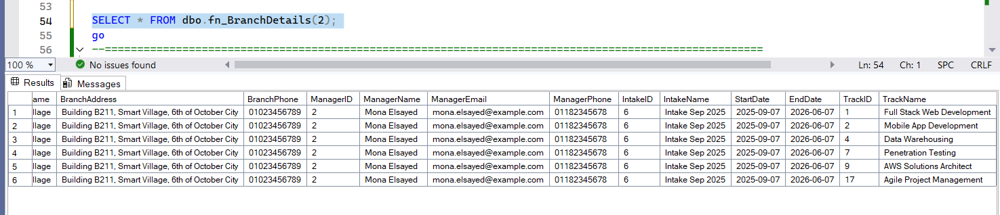 53
54 SELECT * FROM dbo.fn_BranchDetails(2);
55 go
56 --=====================================================================================================
100 % No issues found Ln: 54 Ch: 1 SPC CRLF
Results Messages
ame BranchAddress BranchPhone ManagerID ManagerName ManagerEmail ManagerPhone IntakeID IntakeName StartDate EndDate TrackID TrackName
1 llage Building B211, Smart Village, 6th of October City 01023456789 2 Mona Elsayed mona.elsayed@example.com 01182345678 6 Intake Sep 2025 2025-09-07 2026-06-07 1 Full Stack Web Development
2 llage Building B211, Smart Village, 6th of October City 01023456789 2 Mona Elsayed mona.elsayed@example.com 01182345678 6 Intake Sep 2025 2025-09-07 2026-06-07 2 Mobile App Development
3 llage Building B211, Smart Village, 6th of October City 01023456789 2 Mona Elsayed mona.elsayed@example.com 01182345678 6 Intake Sep 2025 2025-09-07 2026-06-07 4 Data Warehousing
4 llage Building B211, Smart Village, 6th of October City 01023456789 2 Mona Elsayed mona.elsayed@example.com 01182345678 6 Intake Sep 2025 2025-09-07 2026-06-07 7 Penetration Testing
5 llage Building B211, Smart Village, 6th of October City 01023456789 2 Mona Elsayed mona.elsayed@example.com 01182345678 6 Intake Sep 2025 2025-09-07 2026-06-07 9 AWS Solutions Architect
6 llage Building B211, Smart Village, 6th of October City 01023456789 2 Mona Elsayed mona.elsayed@example.com 01182345678 6 Intake Sep 2025 2025-09-07 2026-06-07 17 Agile Project Management